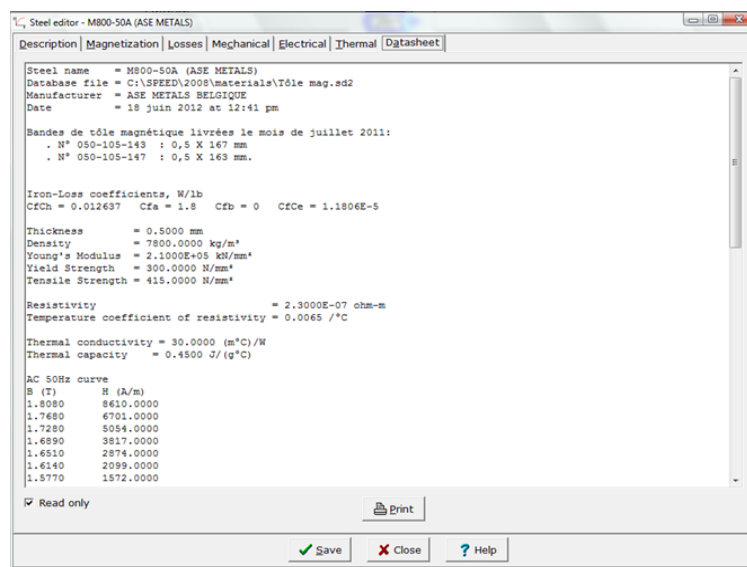 Steel editor - M800-50A (ASE METALS)
Description Magnetization Losses Mechanical Electrical Thermal Datasheet
Steel name = M800-50A (ASE METALS)
Database file = C:\SPEED\2008\materials\Tôle mag.sd2
Manufacturer = ASE METALS BELGIQUE
Date = 18 juin 2012 at 12:41 pm
Bandes de tôle magnétique livrées le mois de juillet 2011:
. N° 050-105-143 : 0,5 X 167 mm
. N° 050-105-147 : 0,5 X 163 mm.
Iron-Loss coefficients, W/lb
CfCh = 0.012637 Cfa = 1.8 Cfb = 0 CfCe = 1.1806E-5
Thickness = 0.5000 mm
Density = 7800.0000 kg/m³
Young's Modulus = 2.1000E+05 kN/mm²
Yield Strength = 300.0000 N/mm²
Tensile Strength = 415.0000 N/mm²
Resistivity = 2.3000E-07 ohm-m
Temperature coefficient of resistivity = 0.0065 /°C
Thermal conductivity = 30.0000 (m°C)/W
Thermal capacity = 0.4500 J/(g°C)
AC 50Hz curve
B (T) H (A/m)
1.8080 8610.0000
1.7680 6701.0000
1.7280 5054.0000
1.6890 3817.0000
1.6510 2874.0000
1.6140 2099.0000
1.5770 1572.0000
Read only
Print
Save Close Help